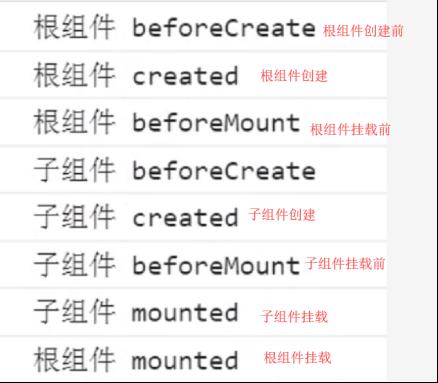 根组件 beforeCreate 根组件创建前
根组件 created 根组件创建
根组件 beforeMount 根组件挂载前
子组件 beforeCreate
子组件 created 子组件创建
子组件 beforeMount 子组件挂载前
子组件 mounted 子组件挂载
根组件 mounted 根组件挂载